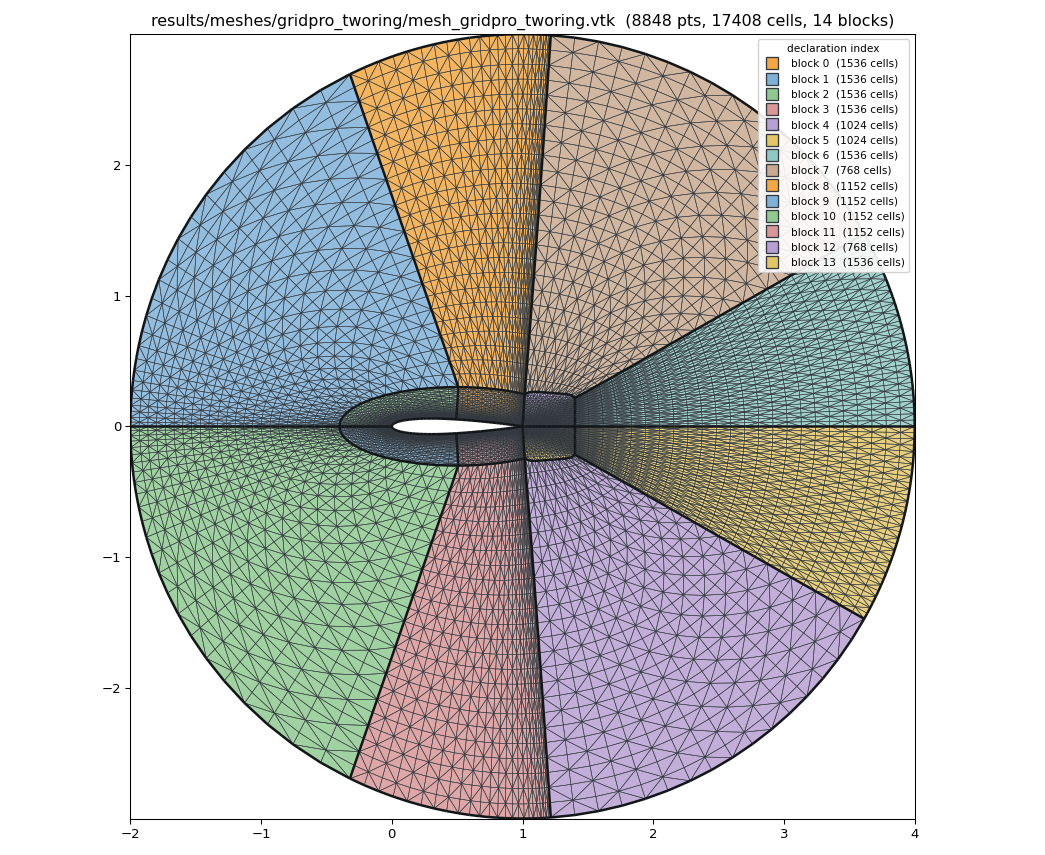 results/meshes/gridpro_tworing/mesh_gridpro_tworing.vtk (8848 pts, 17408 cells, 14 blocks)
declaration index
block 0 (1536 cells)
block 1 (1536 cells)
block 2 (1536 cells)
block 3 (1536 cells)
block 4 (1024 cells)
block 5 (1024 cells)
block 6 (1536 cells)
block 7 (768 cells)
block 8 (1152 cells)
block 9 (1152 cells)
block 10 (1152 cells)
block 11 (1152 cells)
block 12 (768 cells)
block 13 (1536 cells)
2
1
0
−1
−2
−2 −1 0 1 2 3 4